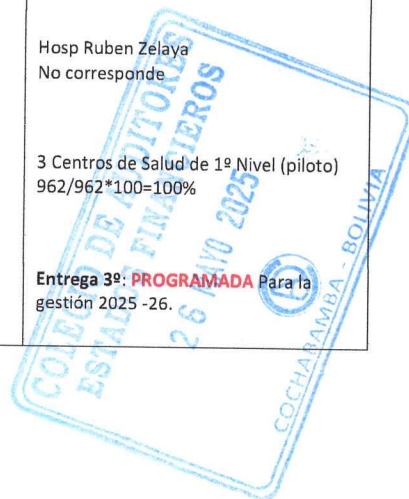 Hosp Ruben Zelaya
No corresponde
3 Centros de Salud de 1º Nivel (piloto)
962/962*100=100%
Entrega 3º: PROGRAMADA Para la
gestión 2025 -26.
COLEGIO DE AUDITORES
ESTADOS FINANCIEROS
26 MAYO 2025
COCHABAMBA - BOLIVIA